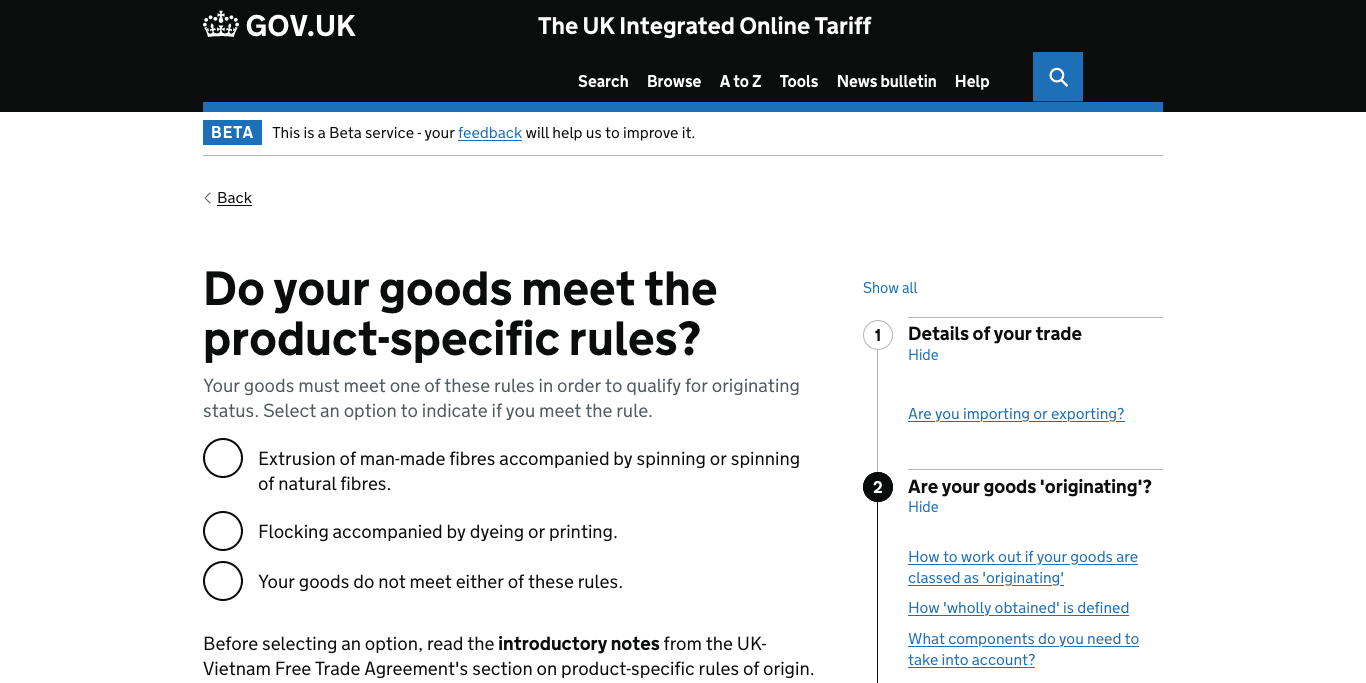 GOV.UK
The UK Integrated Online Tariff
Search Browse A to Z Tools News bulletin Help
BETA This is a Beta service - your feedback will help us to improve it.
Back
Do your goods meet the
product-specific rules?
Your goods must meet one of these rules in order to qualify for originating
status. Select an option to indicate if you meet the rule.
Extrusion of man-made fibres accompanied by spinning or spinning
of natural fibres.
Flocking accompanied by dyeing or printing.
Your goods do not meet either of these rules.
Before selecting an option, read the introductory notes from the UK-
Vietnam Free Trade Agreement's section on product-specific rules of origin.
Show all
1 Details of your trade
Hide
Are you importing or exporting?
2 Are your goods 'originating'?
Hide
How to work out if your goods are
classed as 'originating'
How 'wholly obtained' is defined
What components do you need to
take into account?